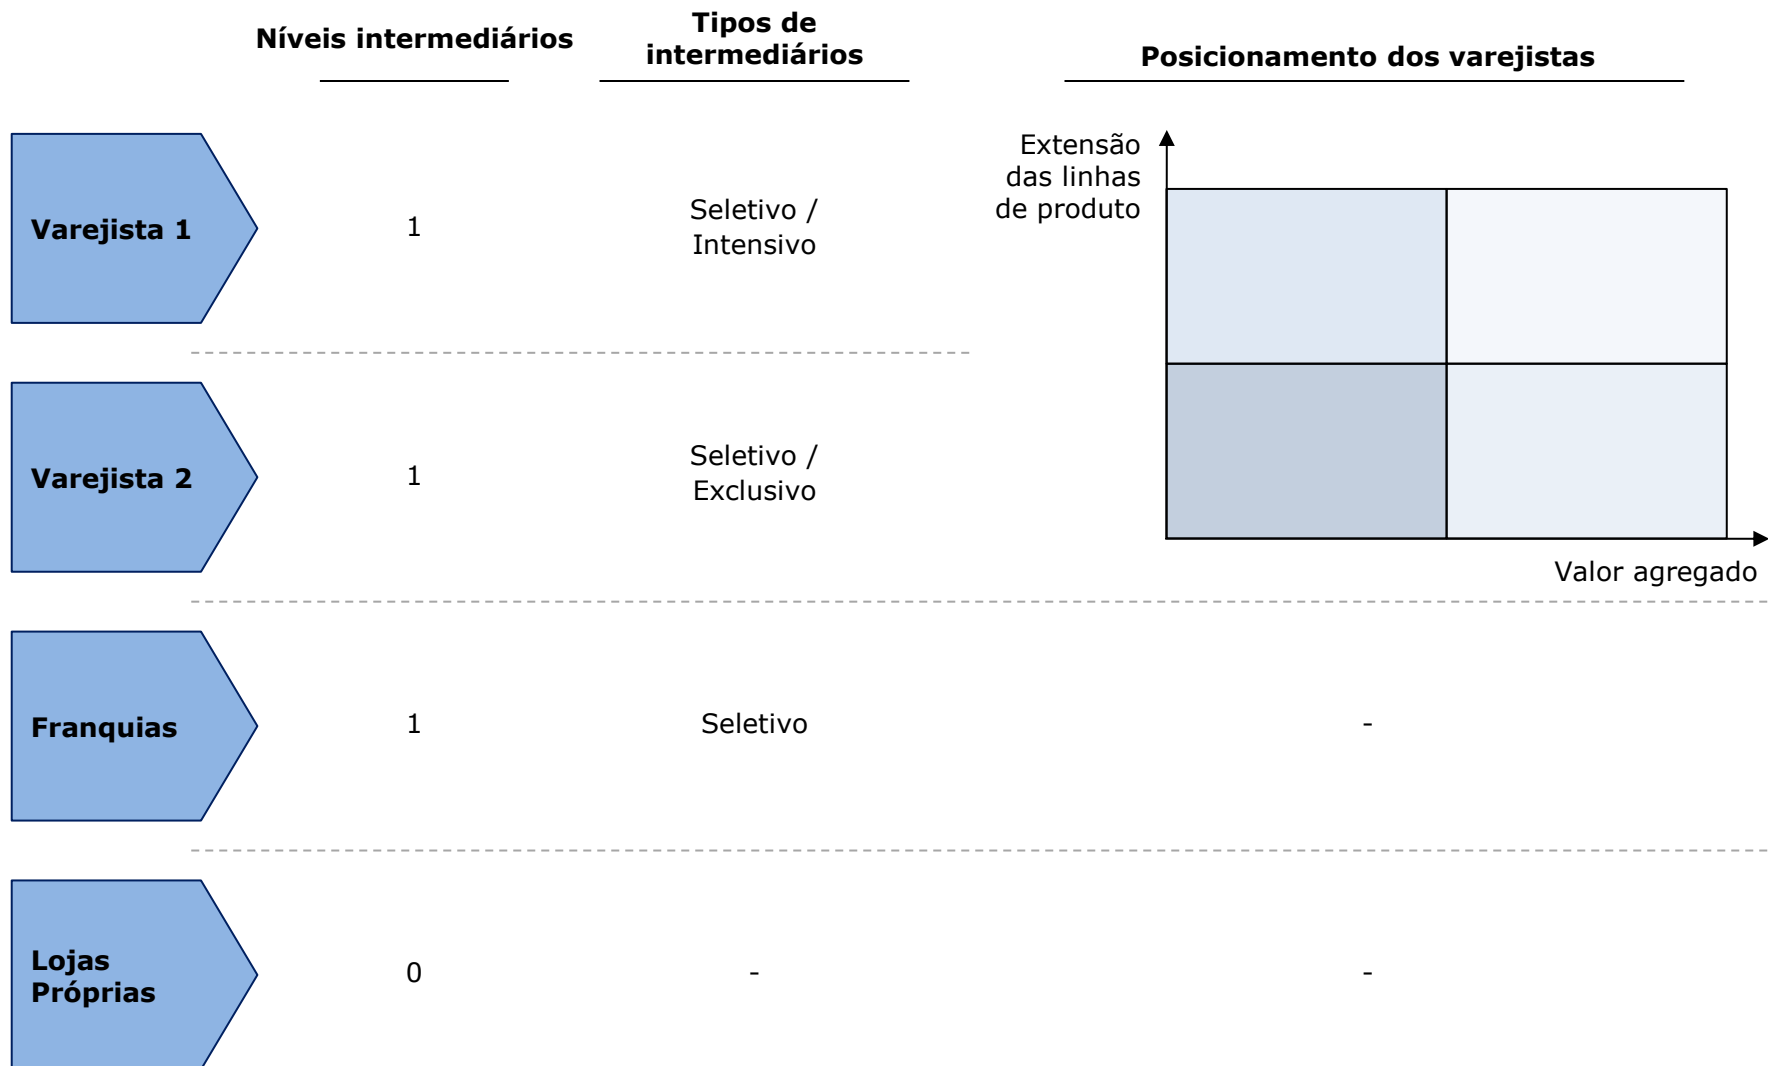 Níveis intermediários
Tipos de
intermediários
Posicionamento dos varejistas
Varejista 1
1
Seletivo /
Intensivo
Extensão
das linhas
de produto
Varejista 2
1
Seletivo /
Exclusivo
Valor agregado
Franquias
1
Seletivo
-
Lojas
Próprias
0
-
-